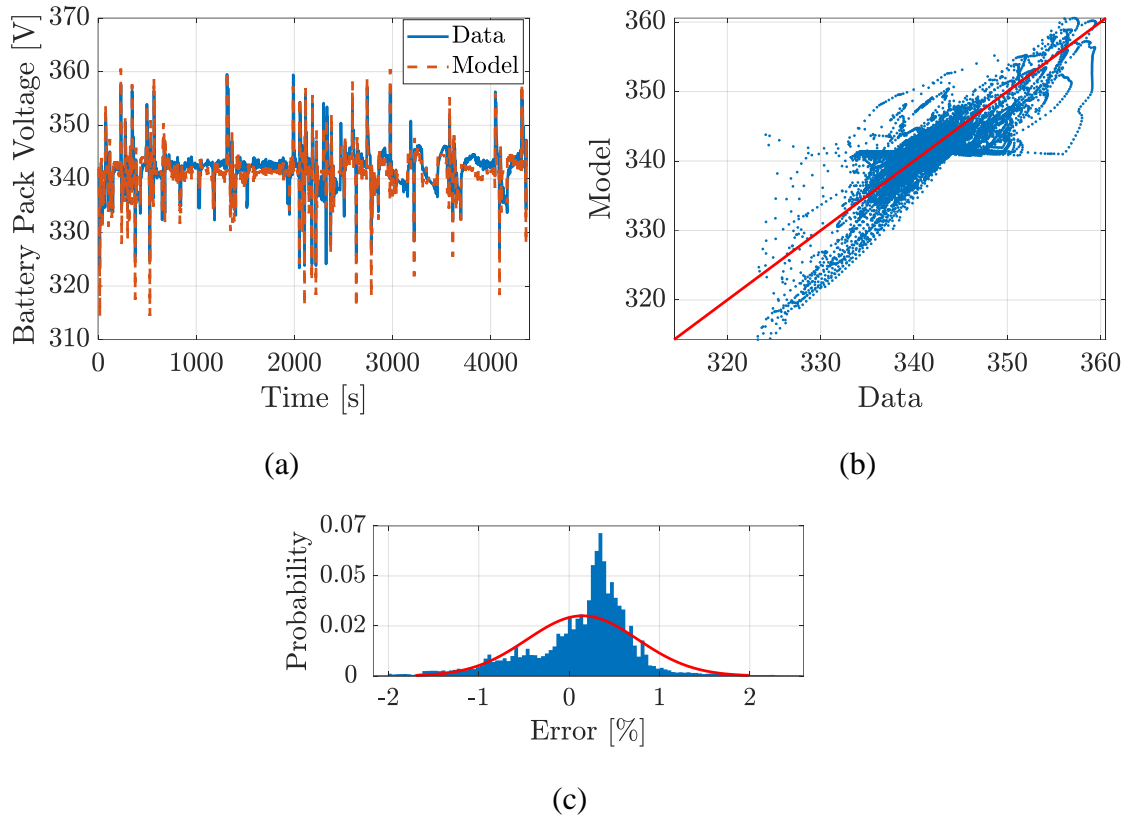 Battery Pack Voltage [V]
370
360
350
340
330
320
310
0
1000
2000
3000
4000
Time [s]
Data
Model
(a)
Model
360
350
340
330
320
320
330
340
350
360
Data
(b)
Probability
0.07
0.05
0.02
0
-2
-1
0
1
2
Error [%]
(c)